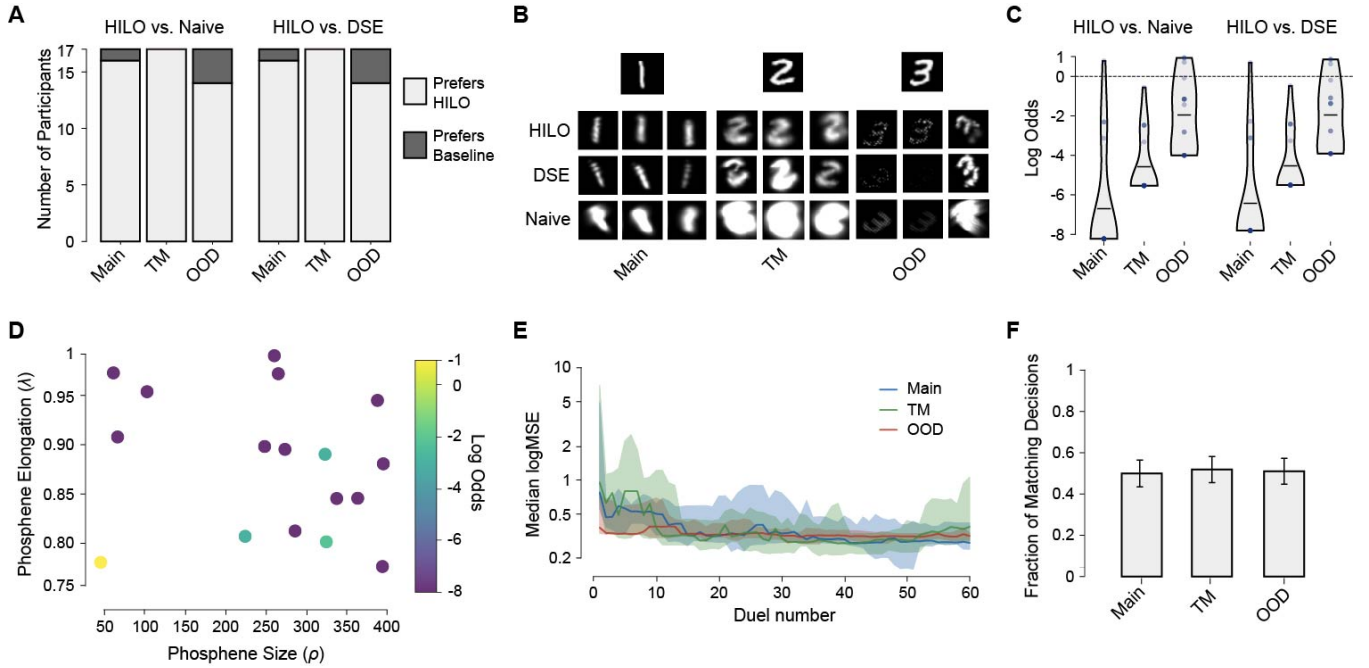 A
HILO vs. Naive
HILO vs. DSE
Number of Participants
17
15
10
5
0
Main
TM
OOD
Main
TM
OOD
Prefers
HILO
Prefers
Baseline
B
1
2
3
HILO
DSE
Naive
Main
TM
OOD
C
HILO vs. Naive
HILO vs. DSE
Log Odds
1
0
-2
-4
-6
-8
Main
TM
OOD
Main
TM
OOD
D
Phosphene Elongation (λ)
1
0.95
0.90
0.85
0.80
0.75
50
100
150
200
250
300
350
400
Phosphene Size (ρ)
-1
0
-2
-4
-6
-8
Log Odds
E
Median logMSE
10
5
2
1
0.5
0.2
0
10
20
30
40
50
60
Duel number
Main
TM
OOD
F
Fraction of Matching Decisions
1
0.8
0.6
0.4
0.2
0
Main
TM
OOD